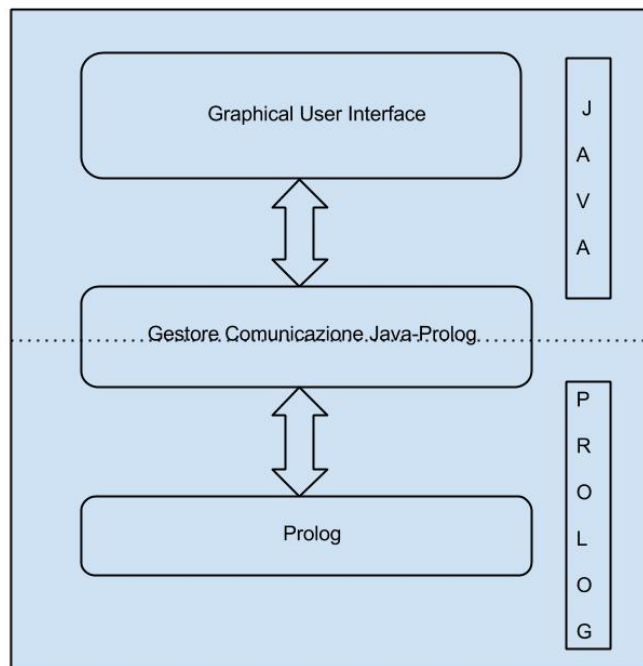 Graphical User Interface
J
A
V
A
Gestore Comunicazione Java-Prolog
P
R
O
L
O
G
Prolog